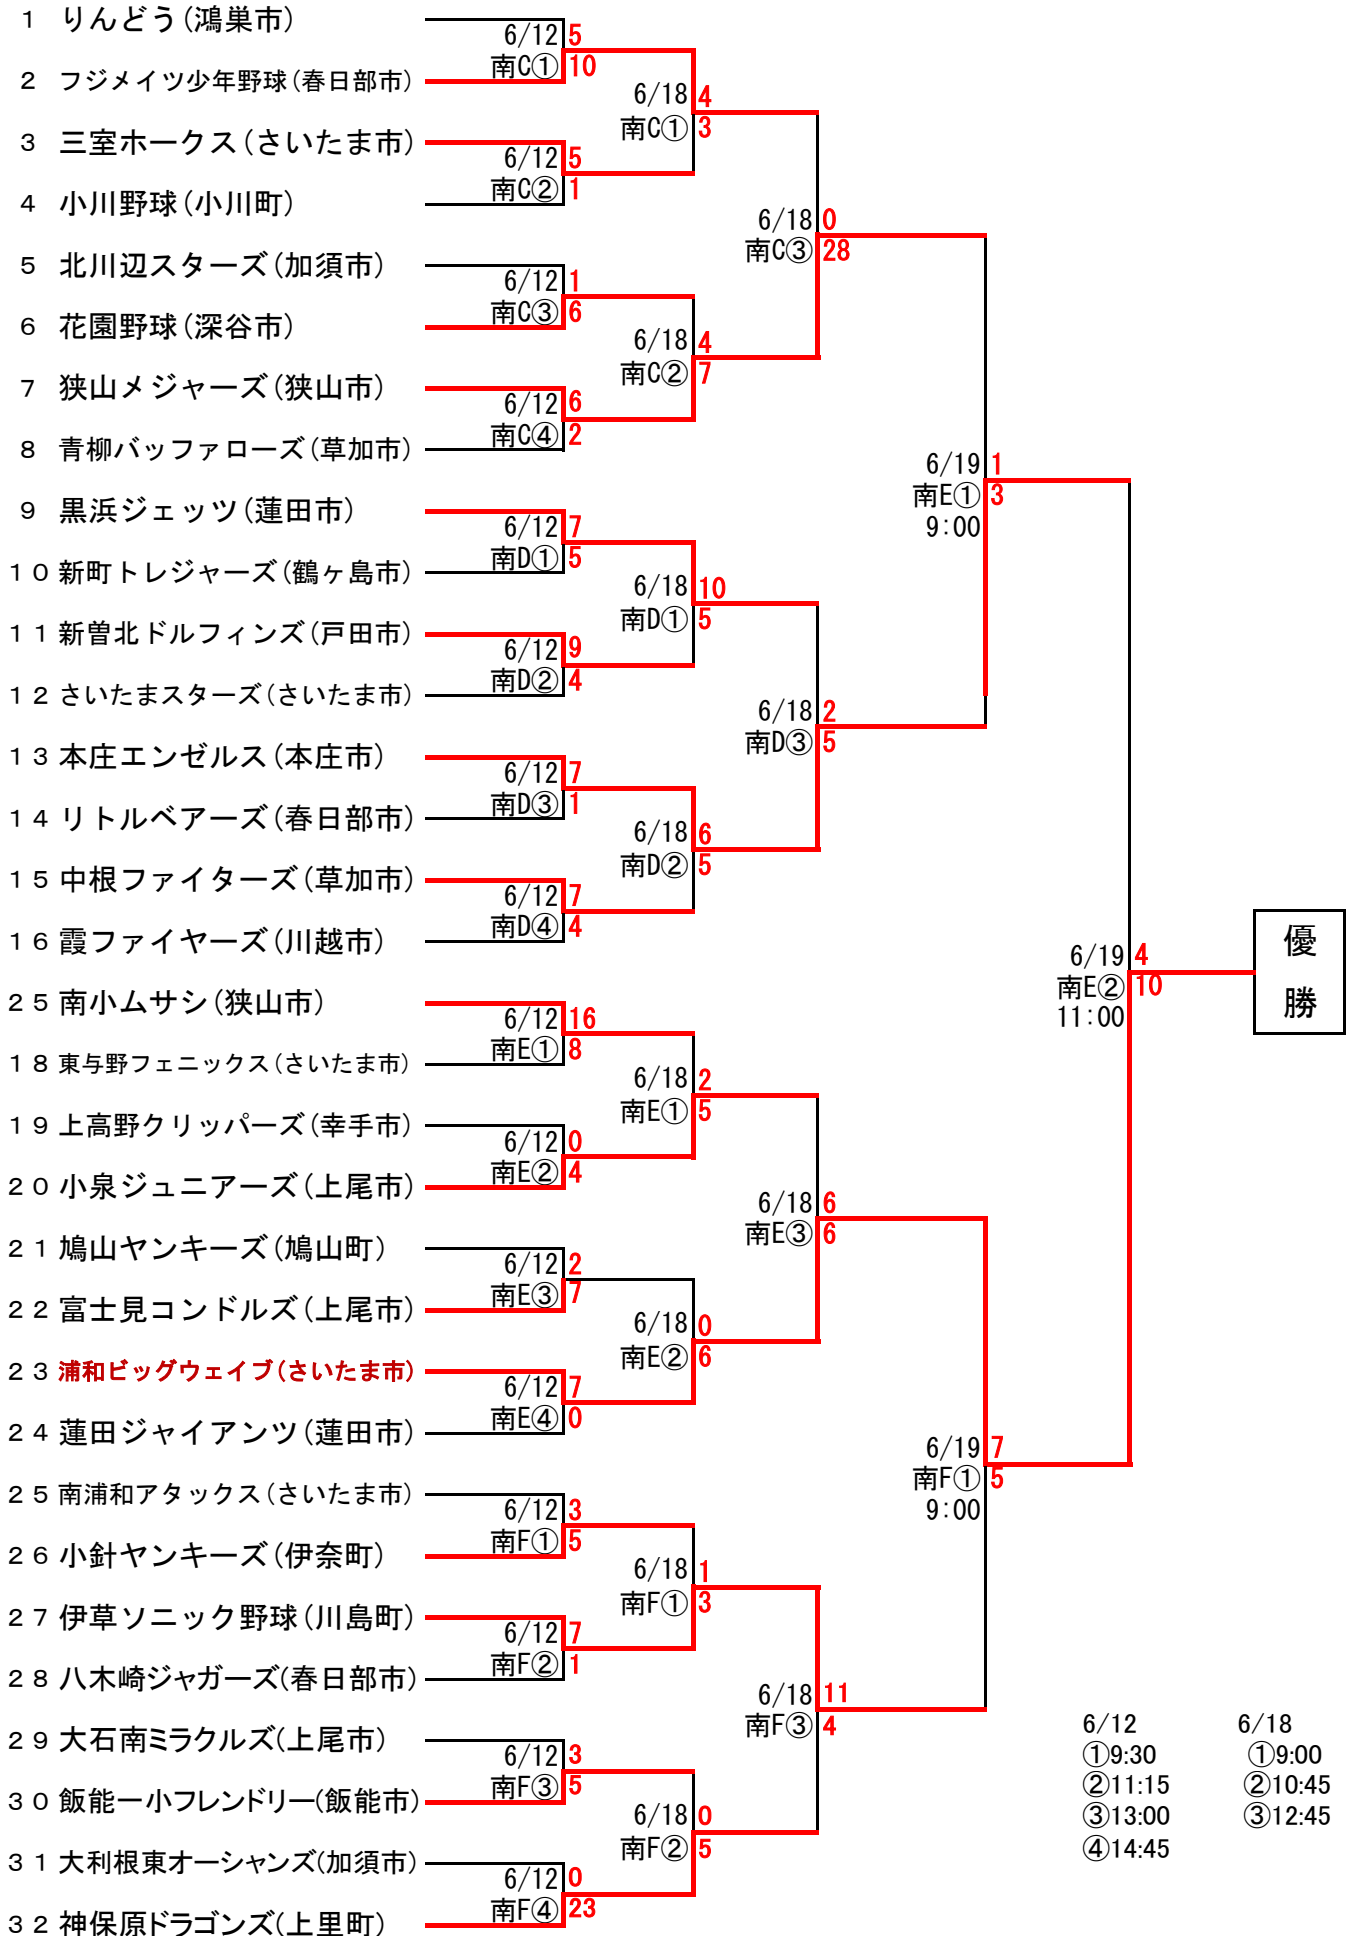 １ りんどう(鴻巣市)
6/12 5
南C① 10
２ フジメイツ少年野球(春日部市)
6/18 4
南C① 3
３ 三室ホークス(さいたま市)
6/12 5
南C② 1
４ 小川野球(小川町)
6/18 0
南C③ 28
５ 北川辺スターズ(加須市)
6/12 1
南C③ 6
６ 花園野球(深谷市)
6/18 4
南C② 7
７ 狭山メジャーズ(狭山市)
6/12 6
南C④ 2
８ 青柳バッファローズ(草加市)
6/19 1
南E① 3
9:00
９ 黒浜ジェッツ(蓮田市)
6/12 7
南D① 5
１０ 新町トレジャーズ(鶴ヶ島市)
6/18 10
南D① 5
１１ 新曽北ドルフィンズ(戸田市)
6/12 9
南D② 4
１２ さいたまスターズ(さいたま市)
6/18 2
南D③ 5
１３ 本庄エンゼルス(本庄市)
6/12 7
南D③ 1
１４ リトルベアーズ(春日部市)
6/18 6
南D② 5
１５ 中根ファイターズ(草加市)
6/12 7
南D④ 4
１６ 霞ファイヤーズ(川越市)
6/19 4
南E② 10
11:00
優
勝
２５ 南小ムサシ(狭山市)
6/12 16
南E① 8
１８ 東与野フェニックス(さいたま市)
6/18 2
南E① 5
１９ 上高野クリッパーズ(幸手市)
6/12 0
南E② 4
２０ 小泉ジュニアーズ(上尾市)
6/18 6
南E③ 6
２１ 鳩山ヤンキーズ(鳩山町)
6/12 2
南E③ 7
２２ 富士見コンドルズ(上尾市)
6/18 0
南E② 6
２３ 浦和ビッグウェイブ(さいたま市)
6/12 7
南E④ 0
２４ 蓮田ジャイアンツ(蓮田市)
6/19 7
南F① 5
9:00
２５ 南浦和アタックス(さいたま市)
6/12 3
南F① 5
２６ 小針ヤンキーズ(伊奈町)
6/18 1
南F① 3
２７ 伊草ソニック野球(川島町)
6/12 7
南F② 1
２８ 八木崎ジャガーズ(春日部市)
6/18 11
南F③ 4
２９ 大石南ミラクルズ(上尾市)
6/12 3
南F③ 5
３０ 飯能一小フレンドリー(飯能市)
6/18 0
南F② 5
３１ 大利根東オーシャンズ(加須市)
6/12 0
南F④ 23
３２ 神保原ドラゴンズ(上里町)
6/12 6/18
①9:30 ①9:00
②11:15 ②10:45
③13:00 ③12:45
④14:45